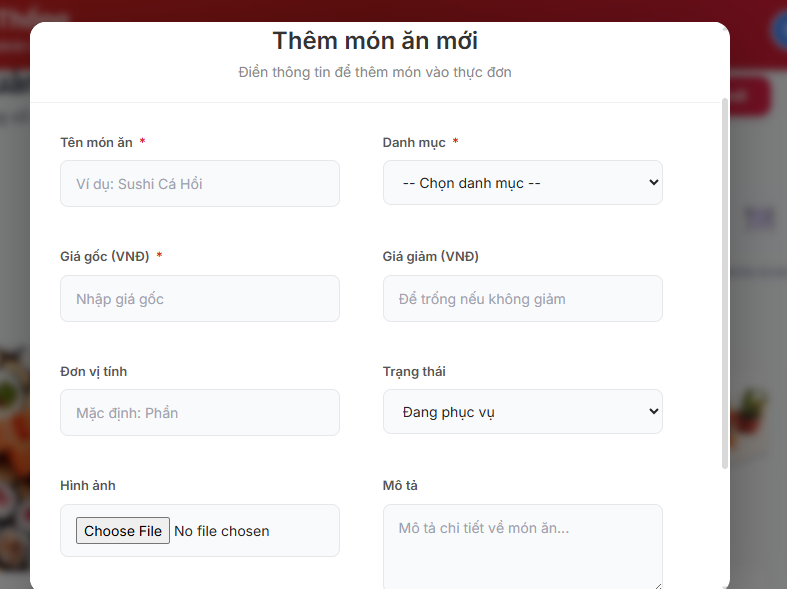 Thêm món ăn mới
Điền thông tin để thêm món vào thực đơn
Tên món ăn *
Danh mục *
Ví dụ: Sushi Cá Hồi
-- Chọn danh mục --
Giá gốc (VNĐ) *
Giá giảm (VNĐ)
Nhập giá gốc
Để trống nếu không giảm
Đơn vị tính
Trạng thái
Mặc định: Phần
Đang phục vụ
Hình ảnh
Mô tả
Choose File No file chosen
Mô tả chi tiết về món ăn...